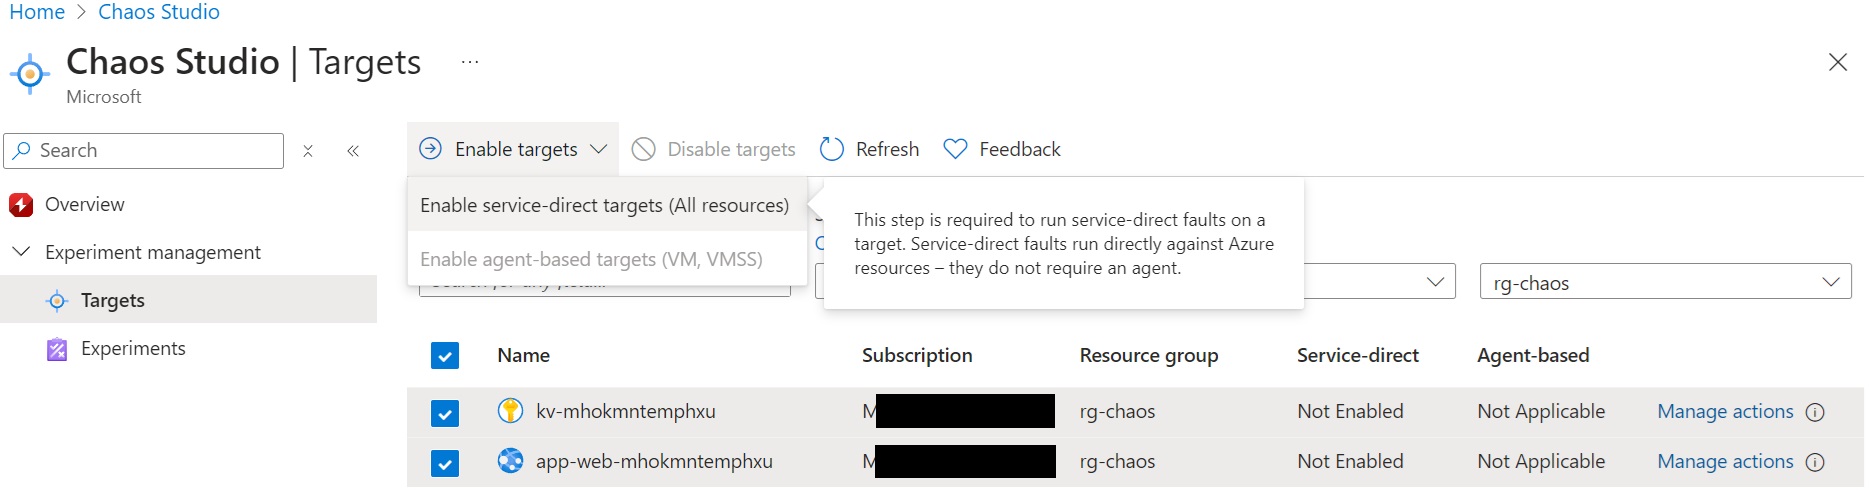 Home > Chaos Studio
Chaos Studio | Targets ...
Microsoft
Search
Overview
Experiment management
Targets
Experiments
Enable targets
Disable targets
Refresh
Feedback
Enable service-direct targets (All resources)
Enable agent-based targets (VM, VMSS)
This step is required to run service-direct faults on a
target. Service-direct faults run directly against Azure
resources – they do not require an agent.
rg-chaos
Name Subscription Resource group Service-direct Agent-based
kv-mhokmntemphxu M rg-chaos Not Enabled Not Applicable Manage actions
app-web-mhokmntemphxu M rg-chaos Not Enabled Not Applicable Manage actions